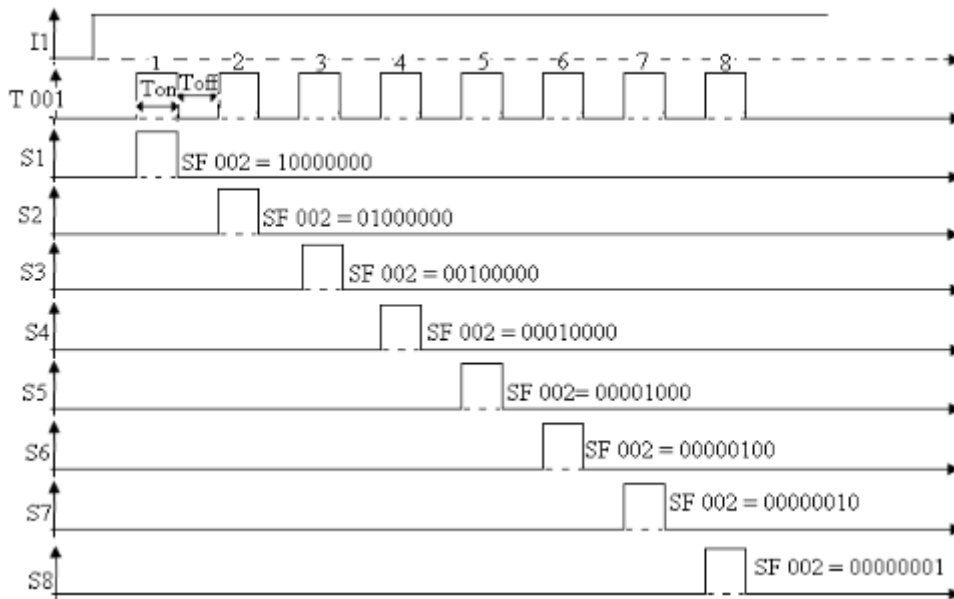 I1
1 2 3 4 5 6 7 8
T 001 Ton Toff
S1 SF 002 = 10000000
S2 SF 002 = 01000000
S3 SF 002 = 00100000
S4 SF 002 = 00010000
S5 SF 002= 00001000
S6 SF 002 = 00000100
S7 SF 002 = 00000010
S8 SF 002 = 00000001